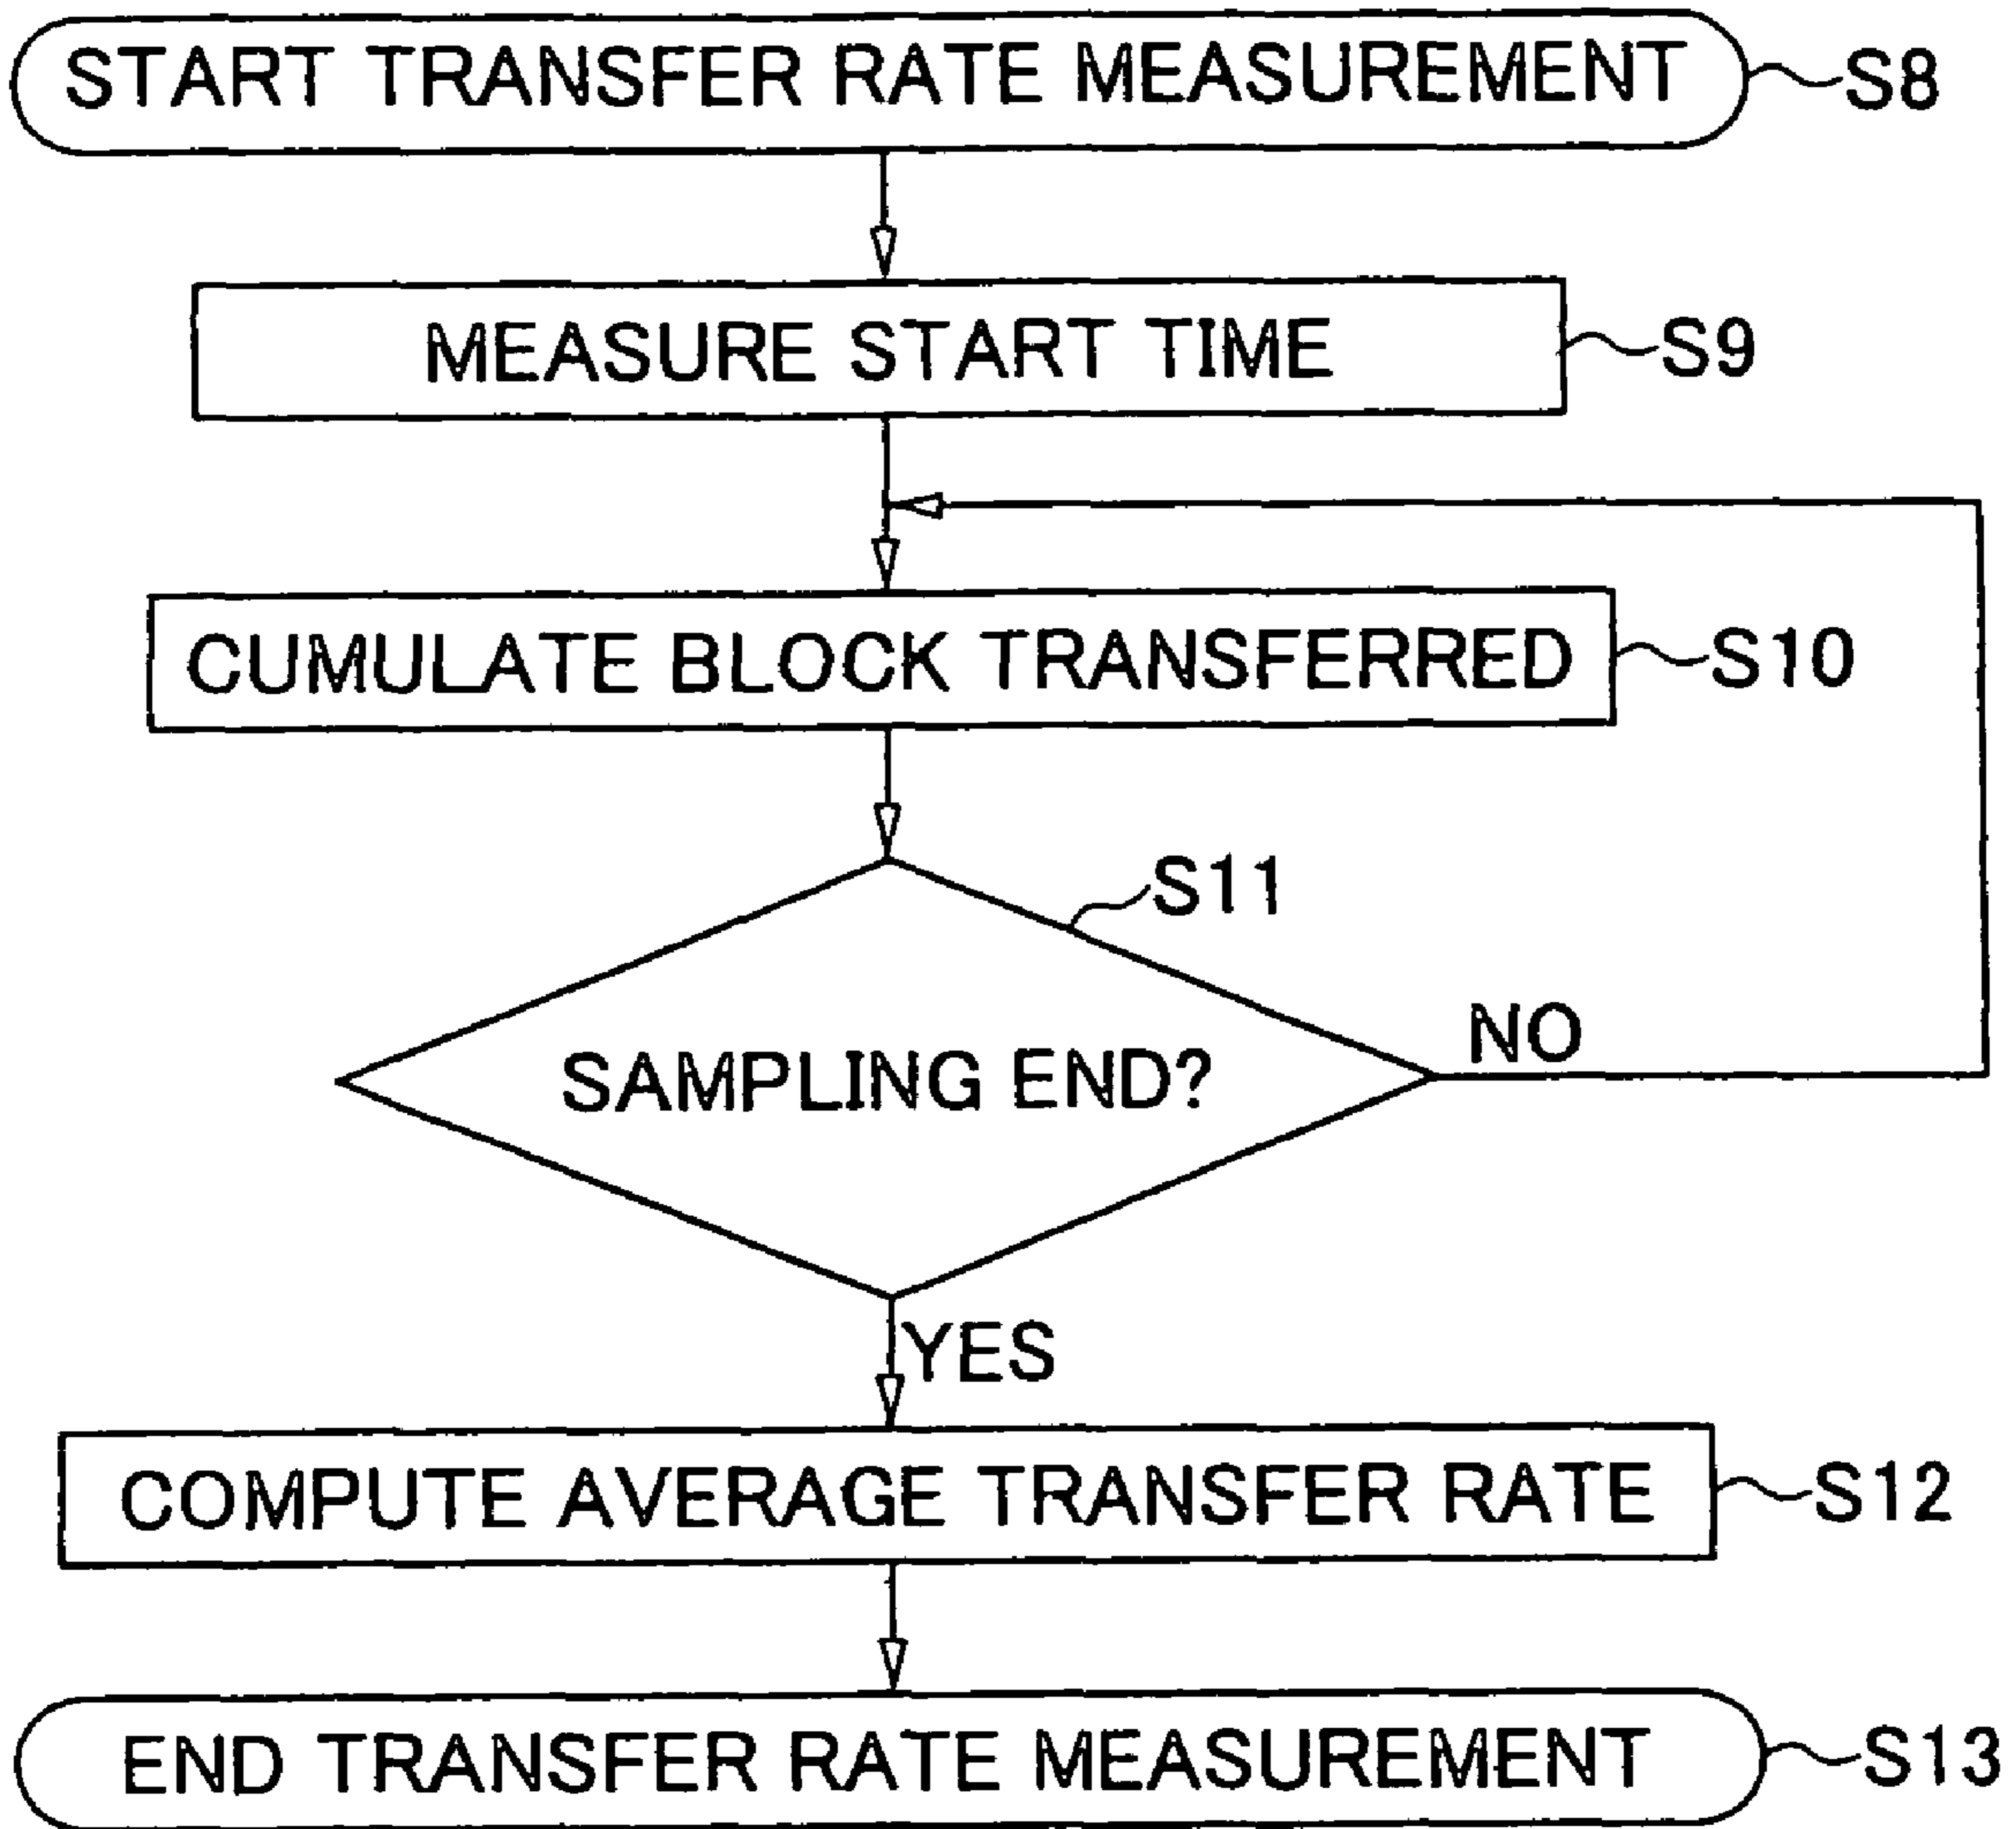 START TRANSFER RATE MEASUREMENT S8
MEASURE START TIME S9
CUMULATE BLOCK TRANSFERRED S10
S11
SAMPLING END?
NO
YES
COMPUTE AVERAGE TRANSFER RATE S12
END TRANSFER RATE MEASUREMENT S13